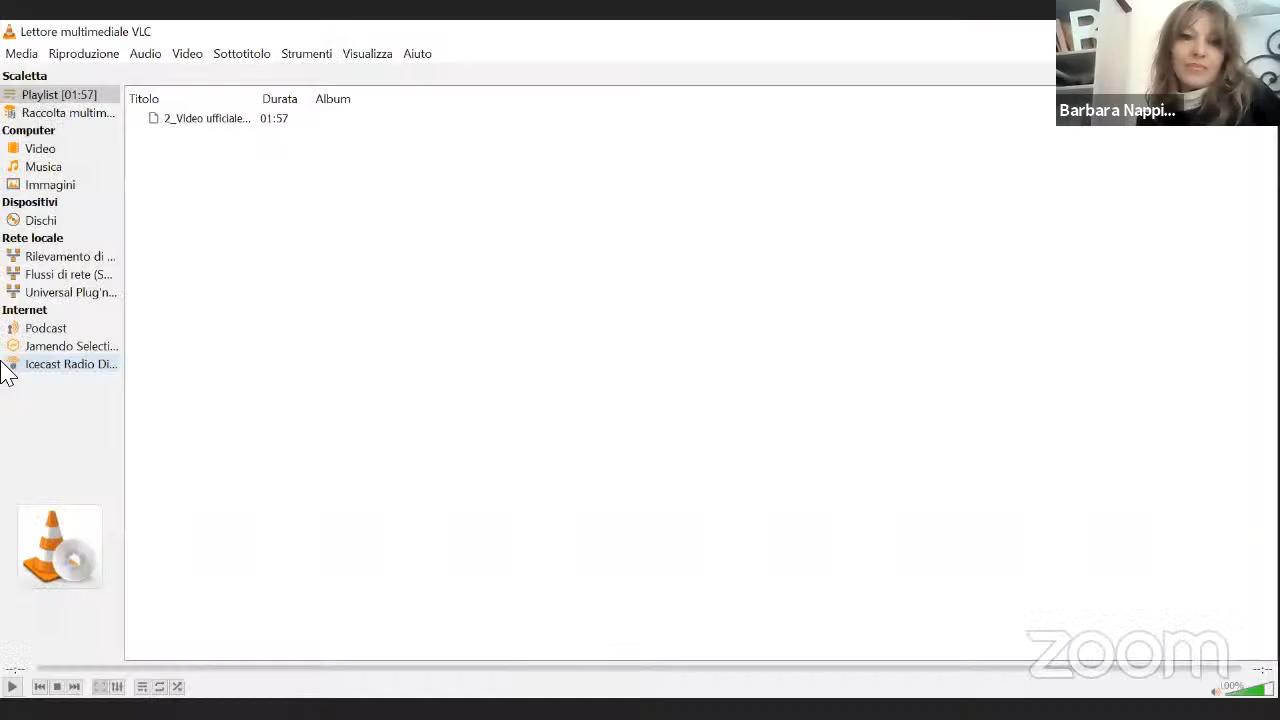 Lettore multimediale VLC
Media Riproduzione Audio Video Sottotitolo Strumenti Visualizza Aiuto
Barbara Nappi...
Scaletta
Playlist [01:57]
Raccolta multim...
Computer
Video
Musica
Immagini
Dispositivi
Dischi
Rete locale
Rilevamento di ...
Flussi di rete (S...
Universal Plug'n...
Internet
Podcast
Jamendo Selecti...
Icecast Radio Di...
Titolo Durata Album
2_Video ufficiale... 01:57
zoom
--:-- --:--
100%